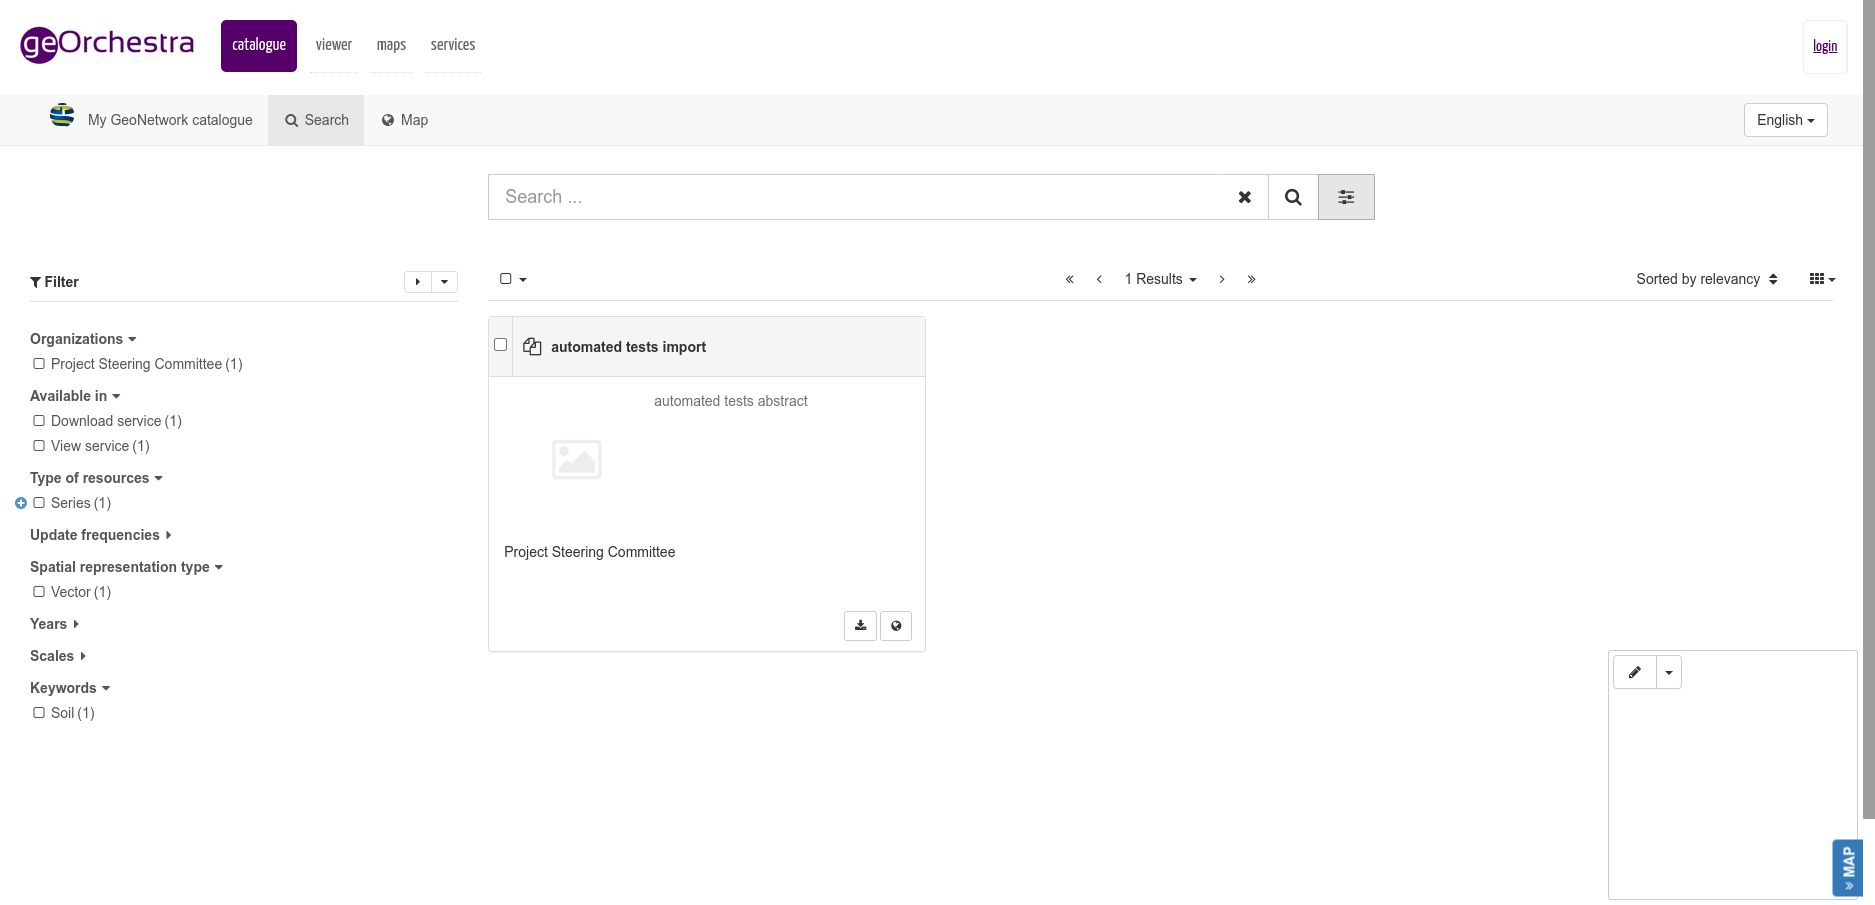 geOrchestra
catalogue
viewer
maps
services
login
My GeoNetwork catalogue
Search
Map
English
Search ...
Filter
1 Results
Sorted by relevancy
Organizations
Project Steering Committee (1)
Available in
Download service (1)
View service (1)
Type of resources
Series (1)
Update frequencies
Spatial representation type
Vector (1)
Years
Scales
Keywords
Soil (1)
automated tests import
automated tests abstract
Project Steering Committee
MAP